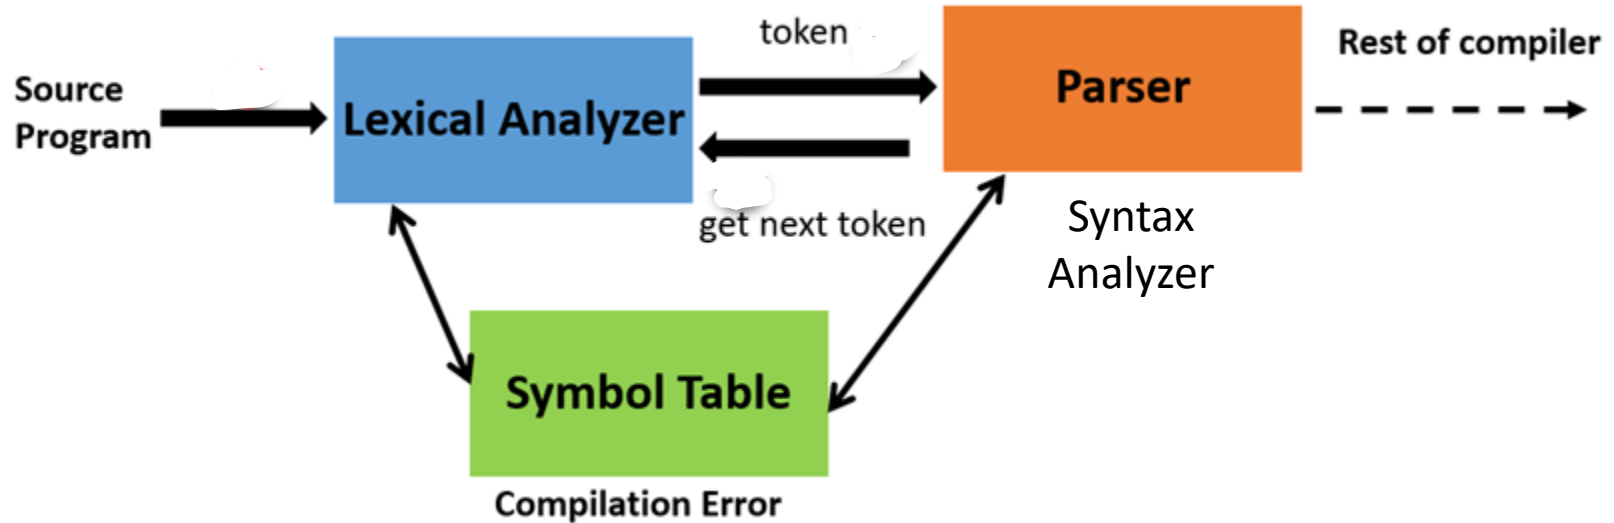 Source
Program
Lexical Analyzer
token
get next token
Parser
Syntax
Analyzer
Rest of compiler
Symbol Table
Compilation Error